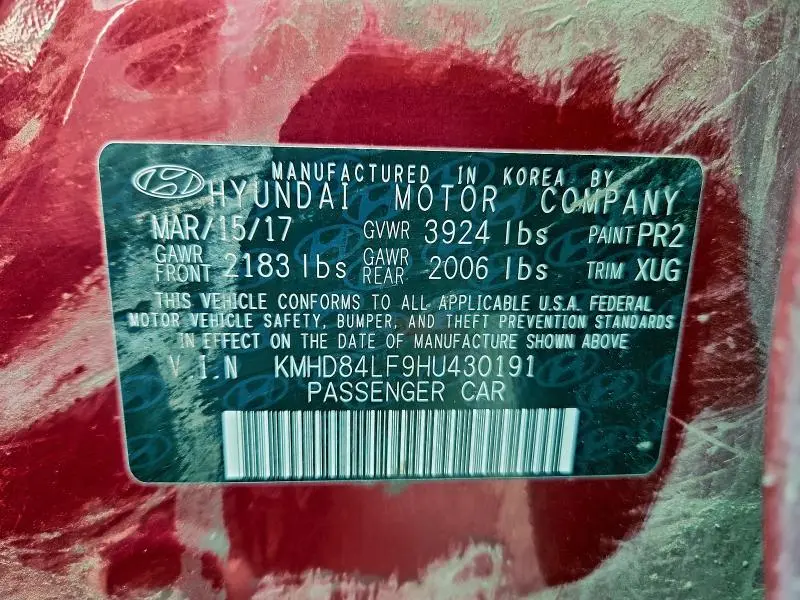 MANUFACTURED IN KOREA BY
HYUNDAI MOTOR COMPANY
MAR/15/17 GVWR 3924 lbs PAINT PR2
GAWR FRONT 2183 lbs GAWR REAR 2006 lbs TRIM XUG
THIS VEHICLE CONFORMS TO ALL APPLICABLE U.S.A. FEDERAL
MOTOR VEHICLE SAFETY, BUMPER, AND THEFT PREVENTION STANDARDS
IN EFFECT ON THE DATE OF MANUFACTURE SHOWN ABOVE
V I N KMHD84LF9HU430191
PASSENGER CAR